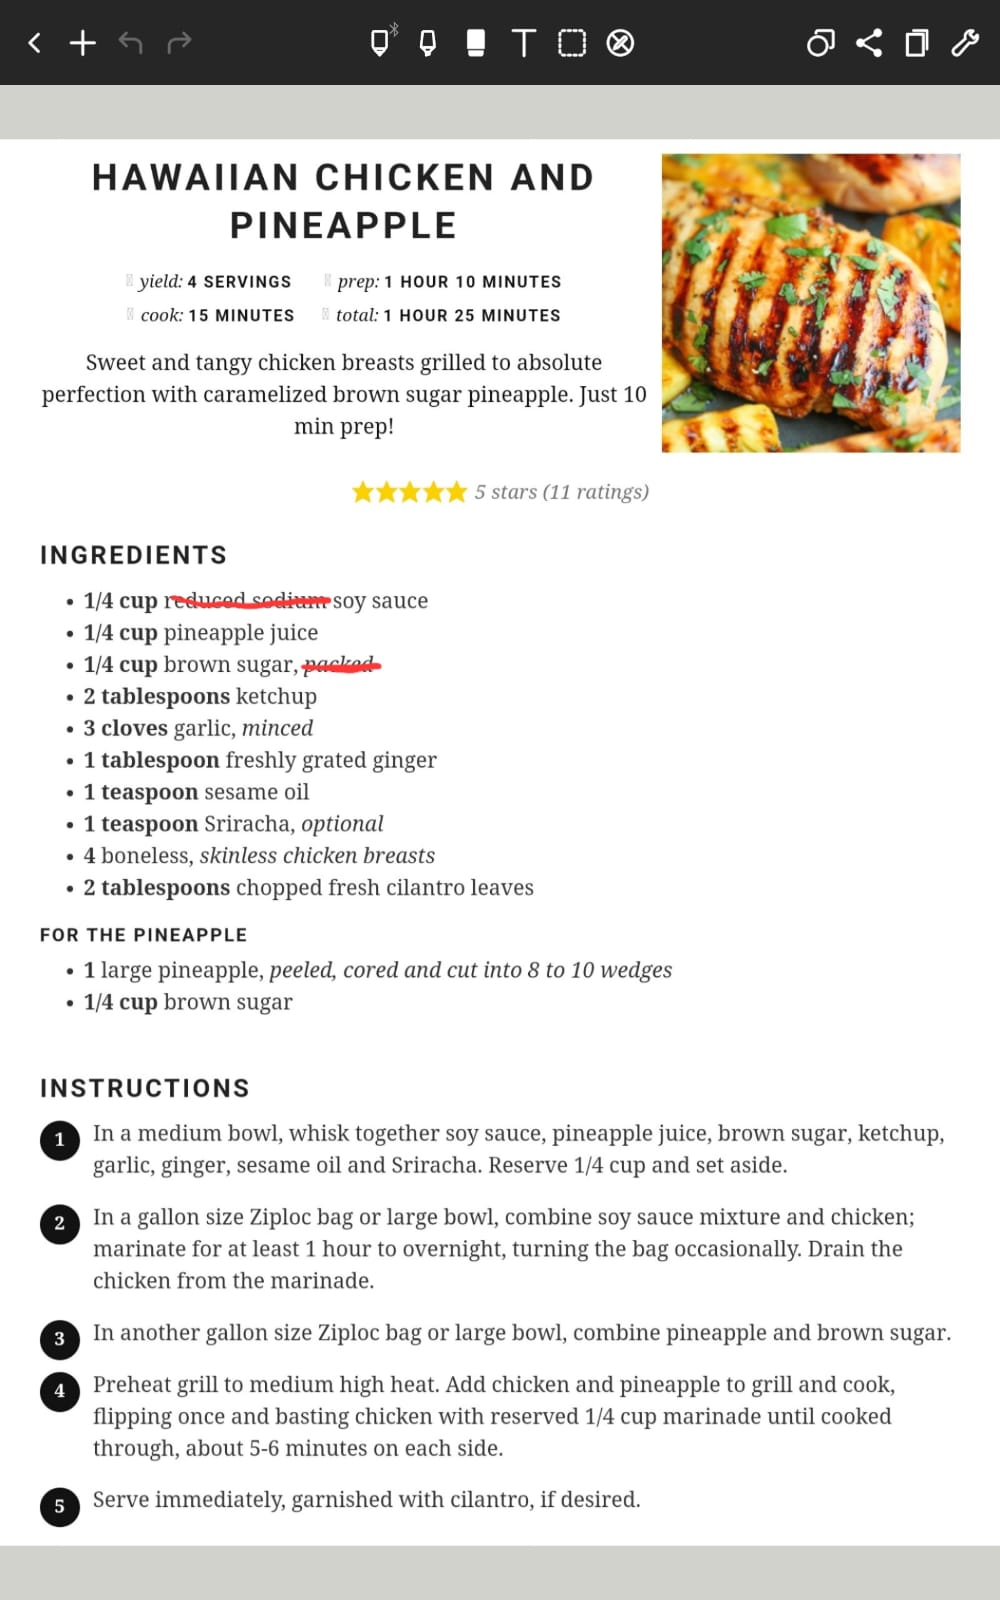 HAWAIIAN CHICKEN AND
PINEAPPLE
yield: 4 SERVINGS prep: 1 HOUR 10 MINUTES
cook: 15 MINUTES total: 1 HOUR 25 MINUTES
Sweet and tangy chicken breasts grilled to absolute
perfection with caramelized brown sugar pineapple. Just 10
min prep!
5 stars (11 ratings)
INGREDIENTS
• 1/4 cup reduced sodium soy sauce
• 1/4 cup pineapple juice
• 1/4 cup brown sugar, packed
• 2 tablespoons ketchup
• 3 cloves garlic, minced
• 1 tablespoon freshly grated ginger
• 1 teaspoon sesame oil
• 1 teaspoon Sriracha, optional
• 4 boneless, skinless chicken breasts
• 2 tablespoons chopped fresh cilantro leaves
FOR THE PINEAPPLE
• 1 large pineapple, peeled, cored and cut into 8 to 10 wedges
• 1/4 cup brown sugar
INSTRUCTIONS
1 In a medium bowl, whisk together soy sauce, pineapple juice, brown sugar, ketchup,
garlic, ginger, sesame oil and Sriracha. Reserve 1/4 cup and set aside.
2 In a gallon size Ziploc bag or large bowl, combine soy sauce mixture and chicken;
marinate for at least 1 hour to overnight, turning the bag occasionally. Drain the
chicken from the marinade.
3 In another gallon size Ziploc bag or large bowl, combine pineapple and brown sugar.
4 Preheat grill to medium high heat. Add chicken and pineapple to grill and cook,
flipping once and basting chicken with reserved 1/4 cup marinade until cooked
through, about 5-6 minutes on each side.
5 Serve immediately, garnished with cilantro, if desired.